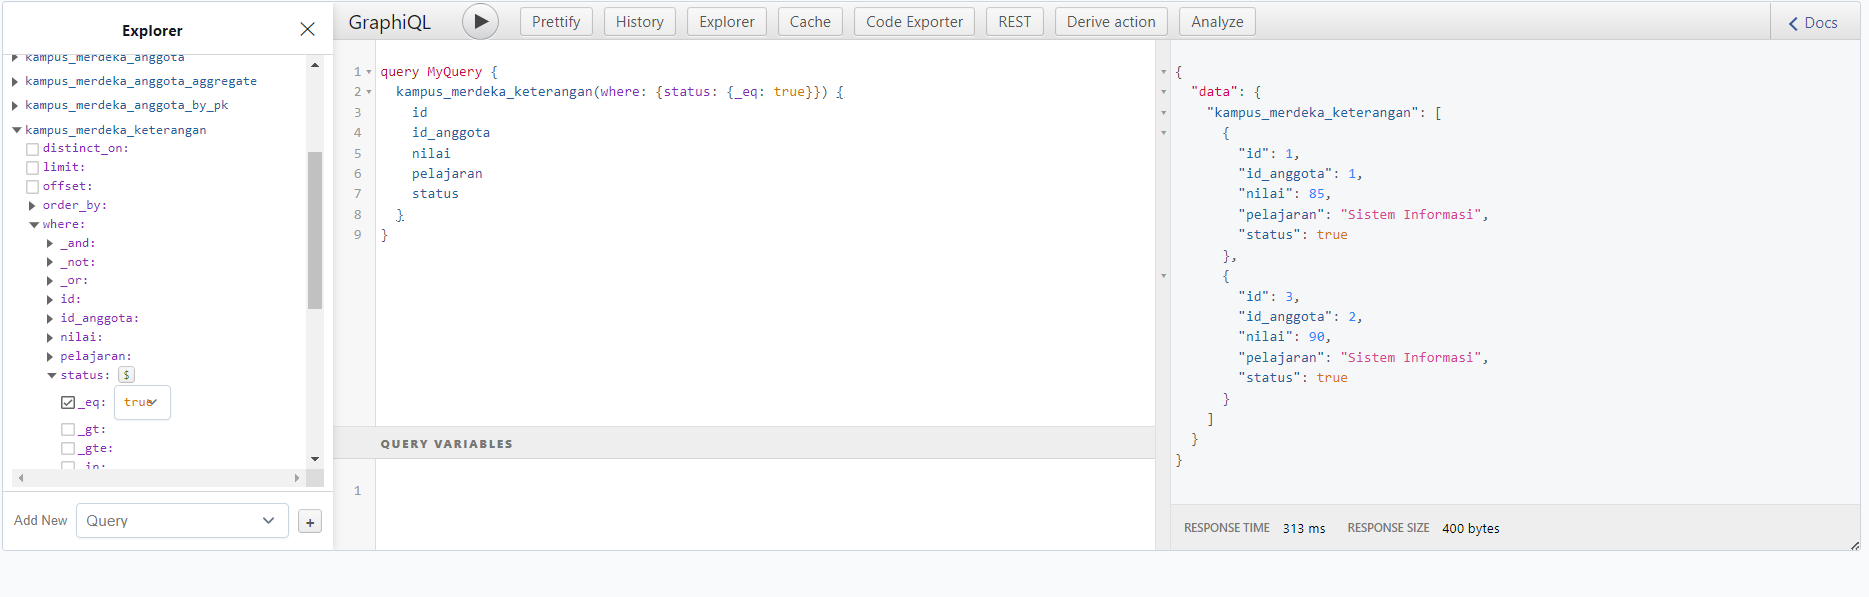 Explorer
kampus_merdeka_anggota
kampus_merdeka_anggota_aggregate
kampus_merdeka_anggota_by_pk
kampus_merdeka_keterangan
distinct_on:
limit:
offset:
order_by:
where:
_and:
_not:
_or:
id:
id_anggota:
nilai:
pelajaran:
status: $
_eq: true
_gt:
_gte:
_in:
Add New Query +
GraphiQL Prettify History Explorer Cache Code Exporter REST Derive action Analyze Docs
1 query MyQuery {
2 kampus_merdeka_keterangan(where: {status: {_eq: true}}) {
3 id
4 id_anggota
5 nilai
6 pelajaran
7 status
8 }
9 }
QUERY VARIABLES
1
{
"data": {
"kampus_merdeka_keterangan": [
{
"id": 1,
"id_anggota": 1,
"nilai": 85,
"pelajaran": "Sistem Informasi",
"status": true
},
{
"id": 3,
"id_anggota": 2,
"nilai": 90,
"pelajaran": "Sistem Informasi",
"status": true
}
]
}
}
RESPONSE TIME 313 ms RESPONSE SIZE 400 bytes